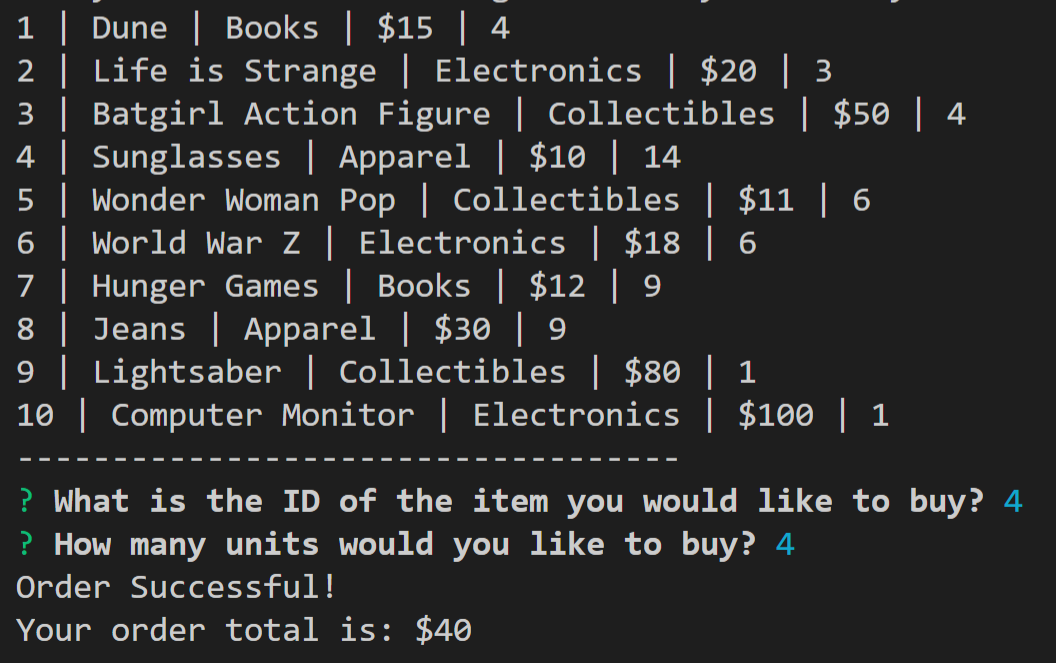 1 | Dune | Books | $15 | 4
2 | Life is Strange | Electronics | $20 | 3
3 | Batgirl Action Figure | Collectibles | $50 | 4
4 | Sunglasses | Apparel | $10 | 14
5 | Wonder Woman Pop | Collectibles | $11 | 6
6 | World War Z | Electronics | $18 | 6
7 | Hunger Games | Books | $12 | 9
8 | Jeans | Apparel | $30 | 9
9 | Lightsaber | Collectibles | $80 | 1
10 | Computer Monitor | Electronics | $100 | 1
-----------------------------------
? What is the ID of the item you would like to buy? 4
? How many units would you like to buy? 4
Order Successful!
Your order total is: $40